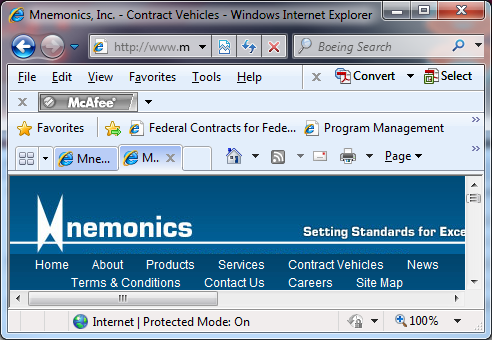 Mnemonics, Inc. - Contract Vehicles - Windows Internet Explorer
http://www.m
Boeing Search
File Edit View Favorites Tools Help x Convert Select
x McAfee
Favorites Federal Contracts for Fede... Program Management
Mne... M.. x Page
Mnemonics
Setting Standards for Exce
Home About Products Services Contract Vehicles News
Terms & Conditions Contact Us Careers Site Map
Internet | Protected Mode: On 100%